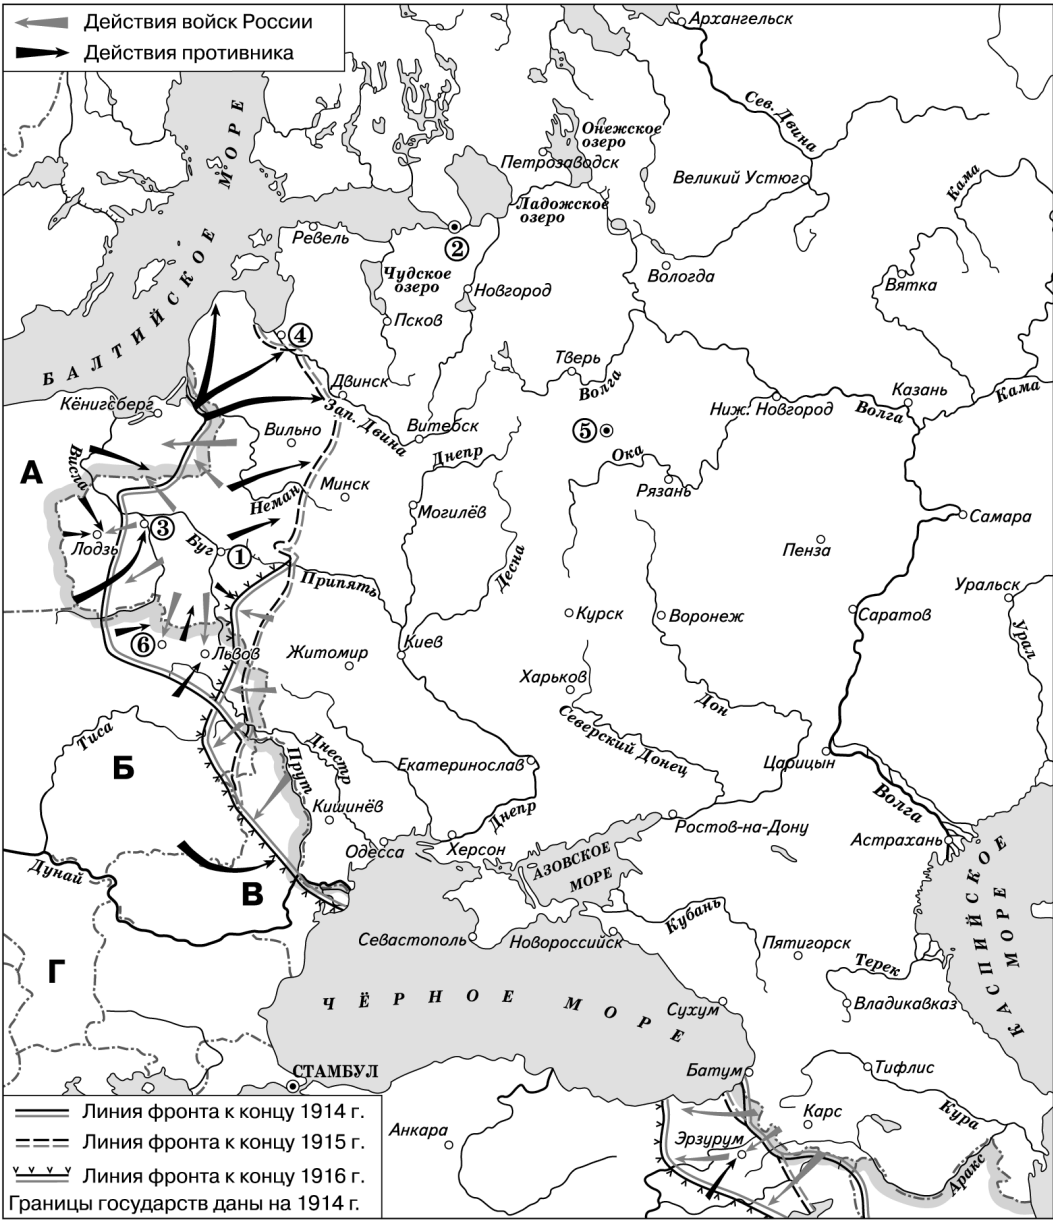 Действия войск России
Действия противника
Архангельск
Сев. Двина
Онежское
озеро
Петрозаводск
Великий Устюг
Кама
Ладожское
озеро
БАЛТИЙСКОЕ МОРЕ
Ревель
②
Чудское
озеро
Новгород
Вологда
Вятка
Псков
④
Тверь
Волга
Двинск
Кёнигсберг
Зап. Двина
Ниж. Новгород
Волга
Казань
Кама
Вильно
Витебск
⑤
А
Висла
Днепр
Ока
Рязань
Неман
Минск
Могилёв
Самара
③
Лодзь
Буг
①
Десна
Пенза
Припять
Уральск
Курск
Воронеж
Саратов
Урал
⑥
Львов
Житомир
Киев
Харьков
Дон
Тиса
Б
Днестр
Прут
Северский Донец
Екатеринослав
Царицын
Волга
Кишинёв
Днепр
Ростов-на-Дону
Одесса
Херсон
АЗОВСКОЕ
МОРЕ
Астрахань
Дунай
В
КАСПИЙСКОЕ
МОРЕ
Кубань
Севастополь
Новороссийск
Пятигорск
Терек
Г
ЧЁРНОЕ МОРЕ
Сухум
Владикавказ
СТАМБУЛ
Батум
Тифлис
Линия фронта к концу 1914 г.
Линия фронта к концу 1915 г.
Линия фронта к концу 1916 г.
Границы государств даны на 1914 г.
Анкара
Эрзурум
Карс
Кура
Аракс